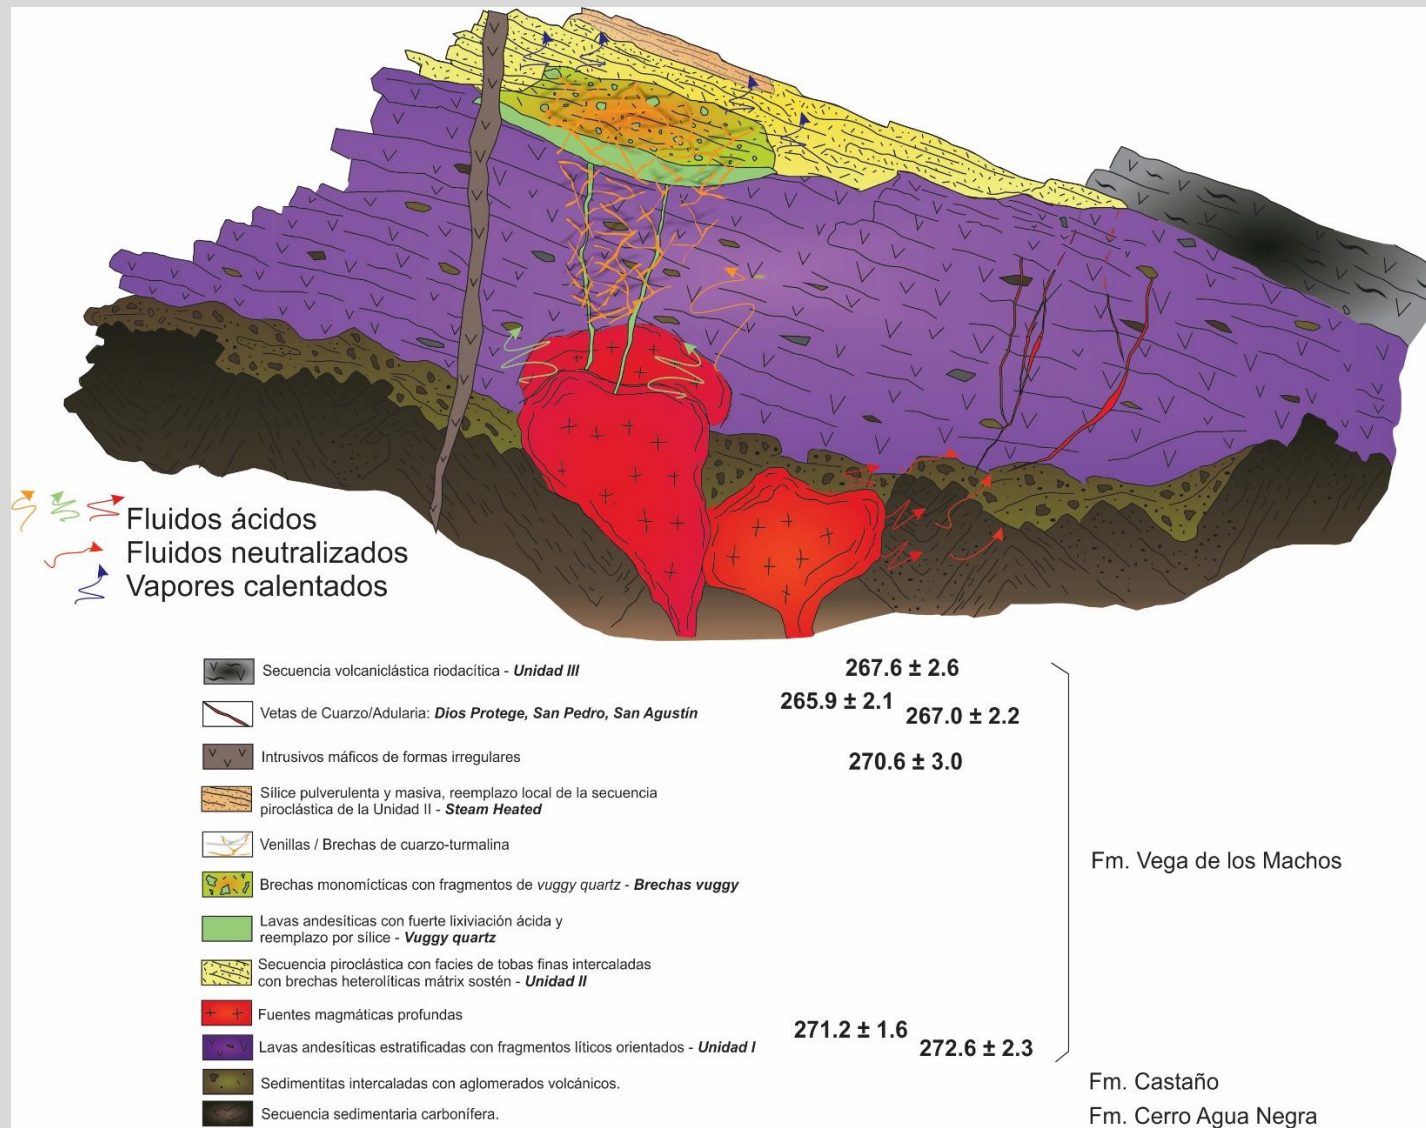 Fluidos ácidos
Fluidos neutralizados
Vapores calentados
Secuencia volcaniclástica riodacítica - Unidad III
267.6 ± 2.6
Vetas de Cuarzo/Adularia: Dios Protege, San Pedro, San Agustín
265.9 ± 2.1
267.0 ± 2.2
Intrusivos máficos de formas irregulares
270.6 ± 3.0
Sílice pulverulenta y masiva, reemplazo local de la secuencia
piroclástica de la Unidad II - Steam Heated
Venillas / Brechas de cuarzo-turmalina
Fm. Vega de los Machos
Brechas monomícticas con fragmentos de vuggy quartz - Brechas vuggy
Lavas andesíticas con fuerte lixiviación ácida y
reemplazo por sílice - Vuggy quartz
Secuencia piroclástica con facies de tobas finas intercaladas
con brechas heterolíticas mátrix sostén - Unidad II
Fuentes magmáticas profundas
271.2 ± 1.6
Lavas andesíticas estratificadas con fragmentos líticos orientados - Unidad I
272.6 ± 2.3
Sedimentitas intercaladas con aglomerados volcánicos.
Fm. Castaño
Secuencia sedimentaria carbonífera.
Fm. Cerro Agua Negra